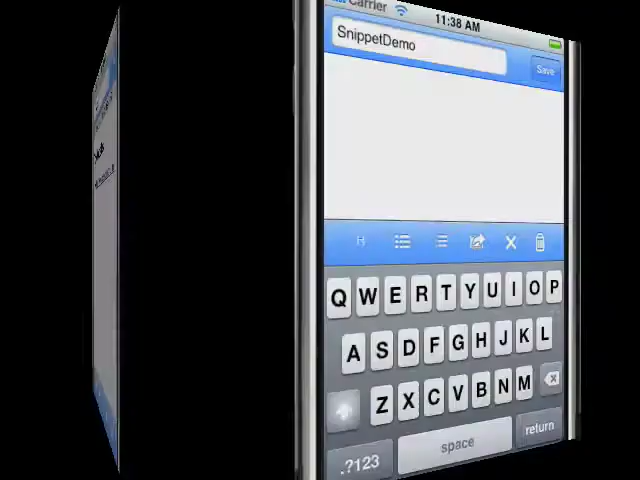 Carrier
11:38 AM
SnippetDemo
Save
H
Q W E R T Y U I O P
A S D F G H J K L
Z X C V B N M
.?123
space
return